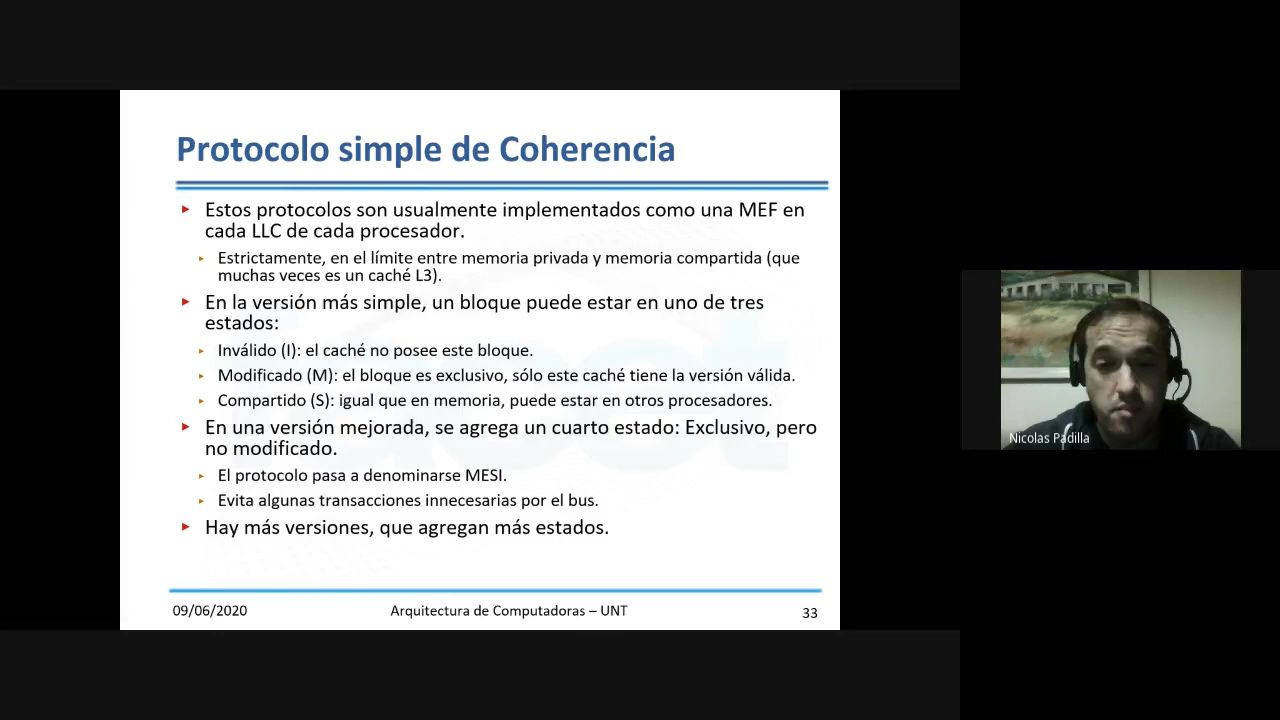 Protocolo simple de Coherencia
Estos protocolos son usualmente implementados como una MEF en
cada LLC de cada procesador.
Estrictamente, en el límite entre memoria privada y memoria compartida (que
muchas veces es un caché L3).
En la versión más simple, un bloque puede estar en uno de tres
estados:
Inválido (I): el caché no posee este bloque.
Modificado (M): el bloque es exclusivo, sólo este caché tiene la versión válida.
Compartido (S): igual que en memoria, puede estar en otros procesadores.
En una versión mejorada, se agrega un cuarto estado: Exclusivo, pero
no modificado.
El protocolo pasa a denominarse MESI.
Evita algunas transacciones innecesarias por el bus.
Hay más versiones, que agregan más estados.
09/06/2020
Arquitectura de Computadoras – UNT
33
Nicolas Padilla